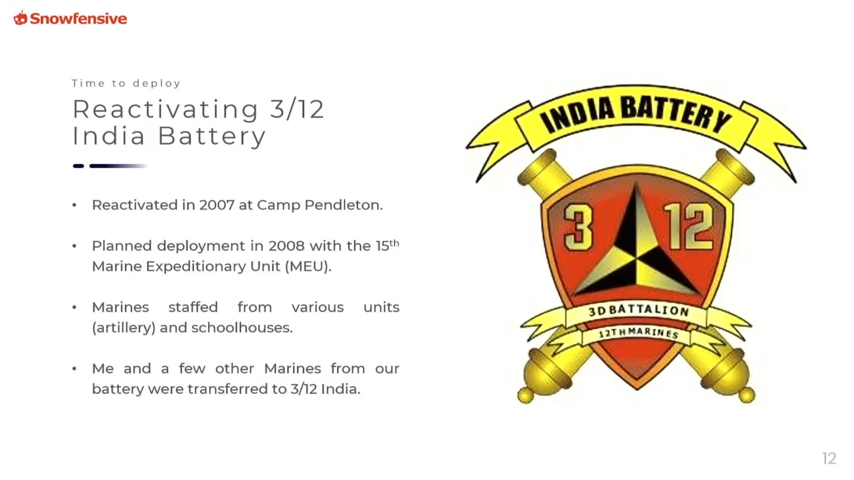 Snowfensive
Time to deploy
Reactivating 3/12
India Battery
• Reactivated in 2007 at Camp Pendleton.
• Planned deployment in 2008 with the 15th
Marine Expeditionary Unit (MEU).
• Marines staffed from various units
(artillery) and schoolhouses.
• Me and a few other Marines from our
battery were transferred to 3/12 India.
INDIA BATTERY
3 12
3D BATTALION
12TH MARINES
12